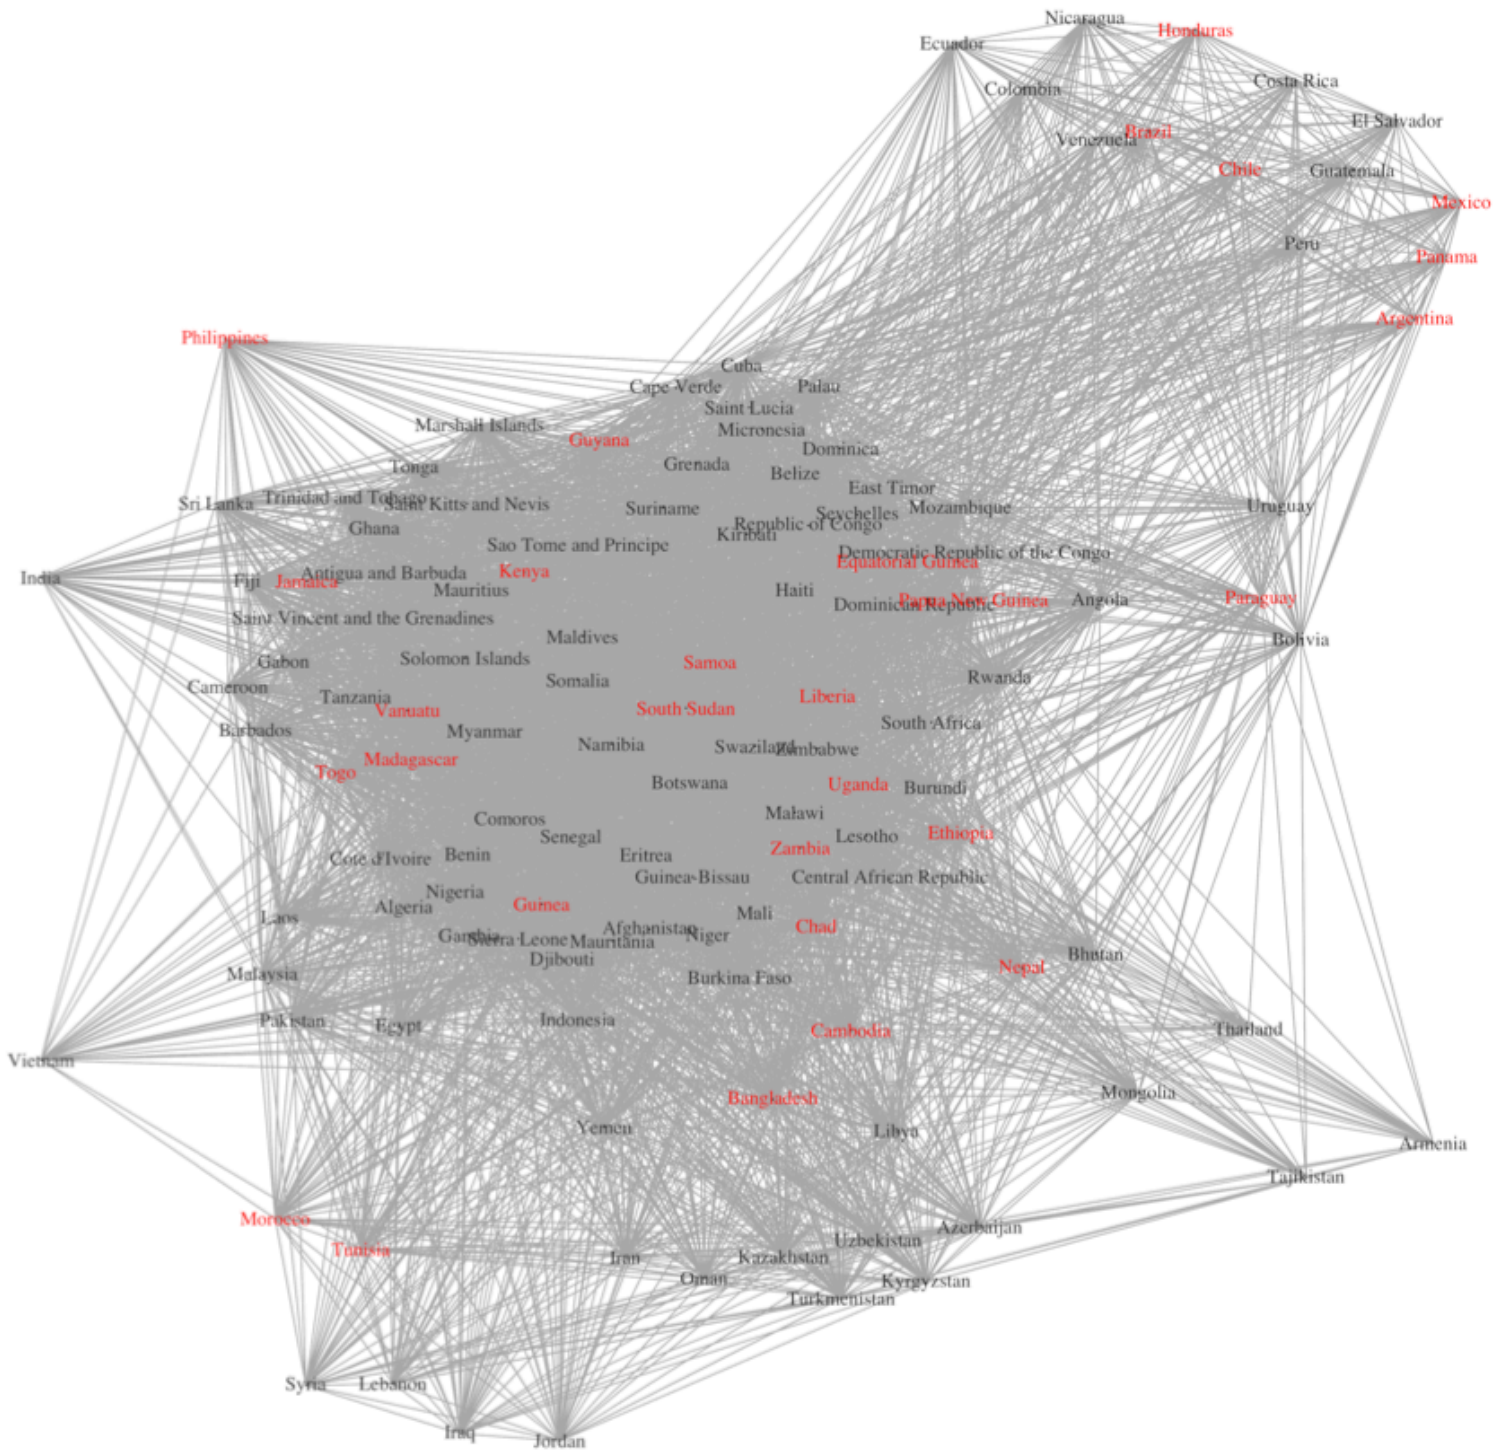 Nicaragua
Honduras
Ecuador
Costa Rica
Colombia
El Salvador
Brazil
Venezuela
Chile
Guatemala
Mexico
Peru
Panama
Argentina
Philippines
Cuba
Cape Verde
Palau
Saint Lucia
Marshall Islands
Micronesia
Guyana
Dominica
Grenada
Tonga
Belize
East Timor
Trinidad and Tobago
Sri Lanka
Saint Kitts and Nevis
Suriname
Mozambique
Uruguay
Seychelles
Republic of Congo
Ghana
Kiribati
Sao Tome and Principe
Democratic Republic of the Congo
Equatorial Guinea
Kenya
Antigua and Barbuda
India
Fiji
Jamaica
Mauritius
Haiti
Papua New Guinea
Dominican Republic
Angola
Paraguay
Saint Vincent and the Grenadines
Maldives
Bolivia
Solomon Islands
Gabon
Samoa
Rwanda
Somalia
Cameroon
Tanzania
Liberia
Vanuatu
South Sudan
South Africa
Barbados
Myanmar
Namibia
Swaziland
Zimbabwe
Madagascar
Togo
Botswana
Uganda
Burundi
Malawi
Comoros
Ethiopia
Senegal
Lesotho
Zambia
Cote d'Ivoire
Benin
Eritrea
Guinea-Bissau
Central African Republic
Nigeria
Guinea
Algeria
Mali
Laos
Chad
Afghanistan
Gambia
Sierra Leone
Mauritania
Niger
Bhutan
Djibouti
Nepal
Malaysia
Burkina Faso
Pakistan
Egypt
Indonesia
Cambodia
Thailand
Vietnam
Mongolia
Bangladesh
Yemen
Libya
Armenia
Tajikistan
Morocco
Azerbaijan
Uzbekistan
Tunisia
Iran
Kazakhstan
Oman
Kyrgyzstan
Turkmenistan
Syria
Lebanon
Iraq
Jordan